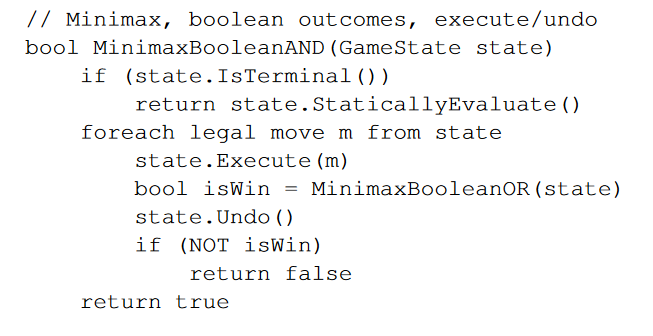 // Minimax, boolean outcomes, execute/undo
bool MinimaxBooleanAND(GameState state)
    if (state.IsTerminal())
        return state.StaticallyEvaluate()
    foreach legal move m from state
        state.Execute(m)
        bool isWin = MinimaxBooleanOR(state)
        state.Undo()
        if (NOT isWin)
            return false
    return true